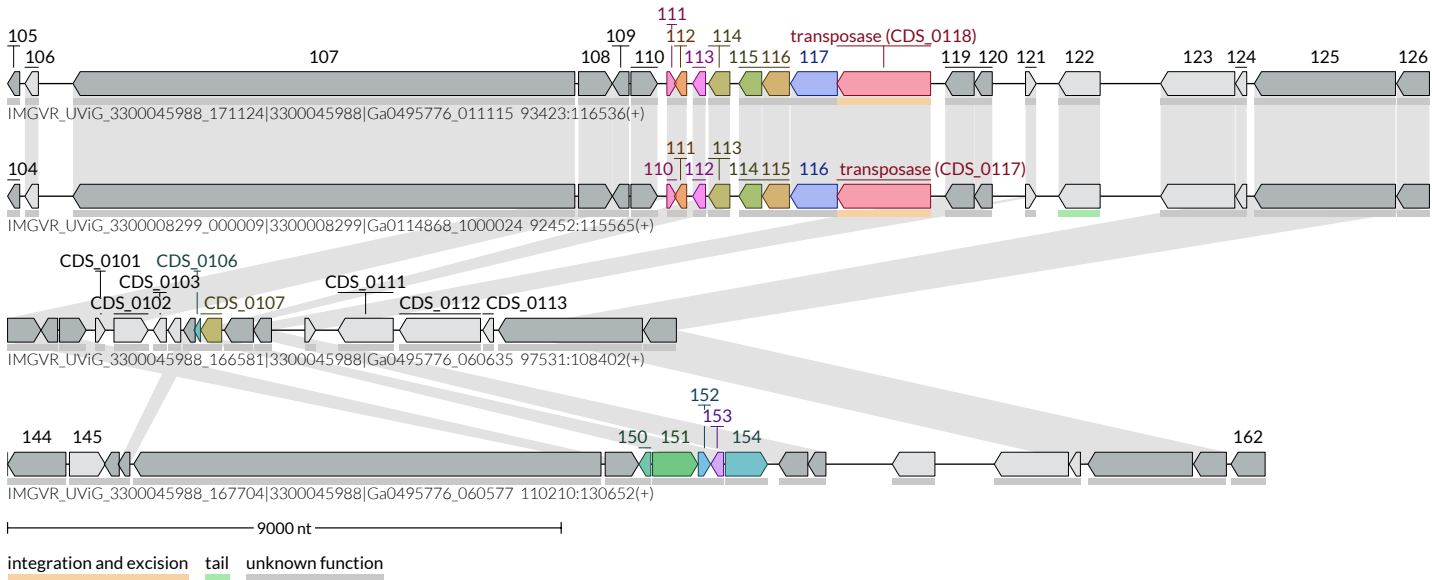 111
105 109 112 114 transposase (CDS_0118)
106 107 108 110 113 115 116 117 119 120 121 122 123 124 125 126
IMGVR_UViG_3300045988_171124|3300045988|Ga0495776_011115 93423:116536(+)
111 113
104 110 112 114 115 116 transposase (CDS_0117)
IMGVR_UViG_3300008299_000009|3300008299|Ga0114868_1000024 92452:115565(+)
CDS_0101 CDS_0106
CDS_0103 CDS_0111
CDS_0102 CDS_0107 CDS_0112 CDS_0113
IMGVR_UViG_3300045988_166581|3300045988|Ga0495776_060635 97531:108402(+)
152
153
144 145 150 151 154 162
IMGVR_UViG_3300045988_167704|3300045988|Ga0495776_060577 110210:130652(+)
9000 nt
integration and excision tail unknown function